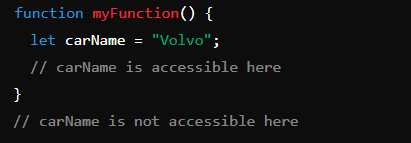 function myFunction() {
  let carName = "Volvo";
  // carName is accessible here
}
// carName is not accessible here